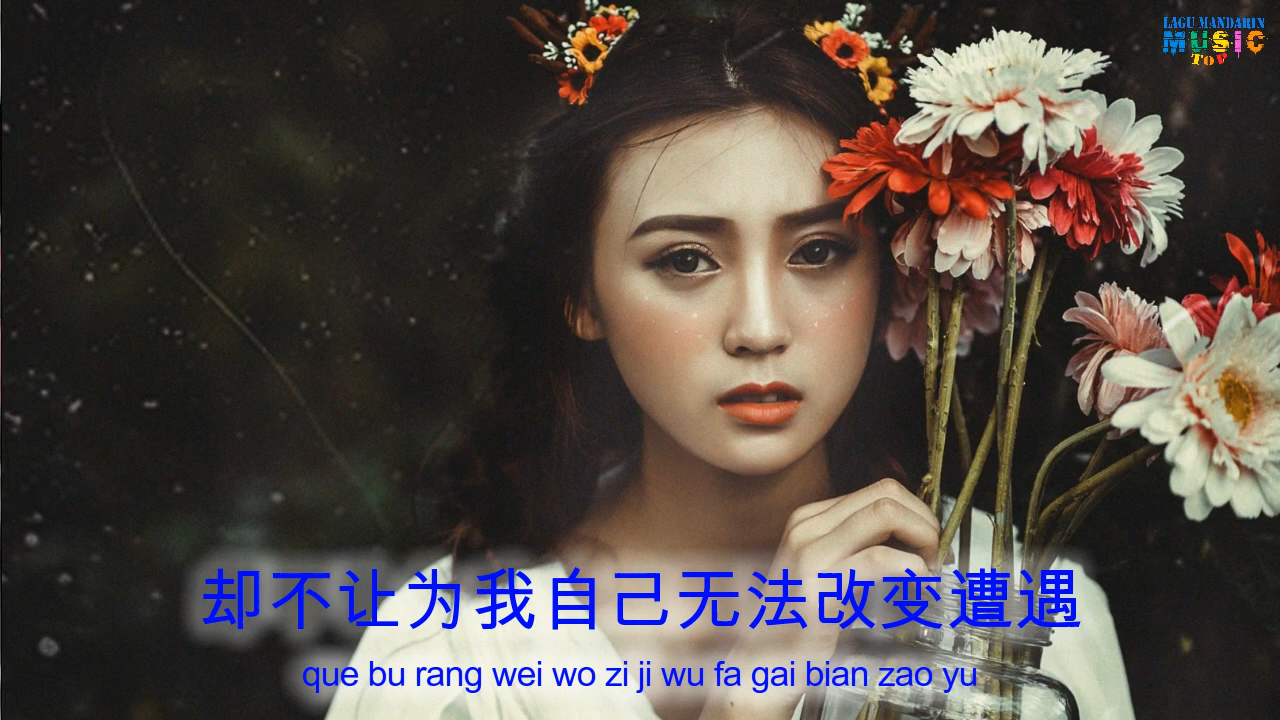 LAGU MANDARIN
MUSIC
TOV
却不让为我自己无法改变遭遇
que bu rang wei wo zi ji wu fa gai bian zao yu